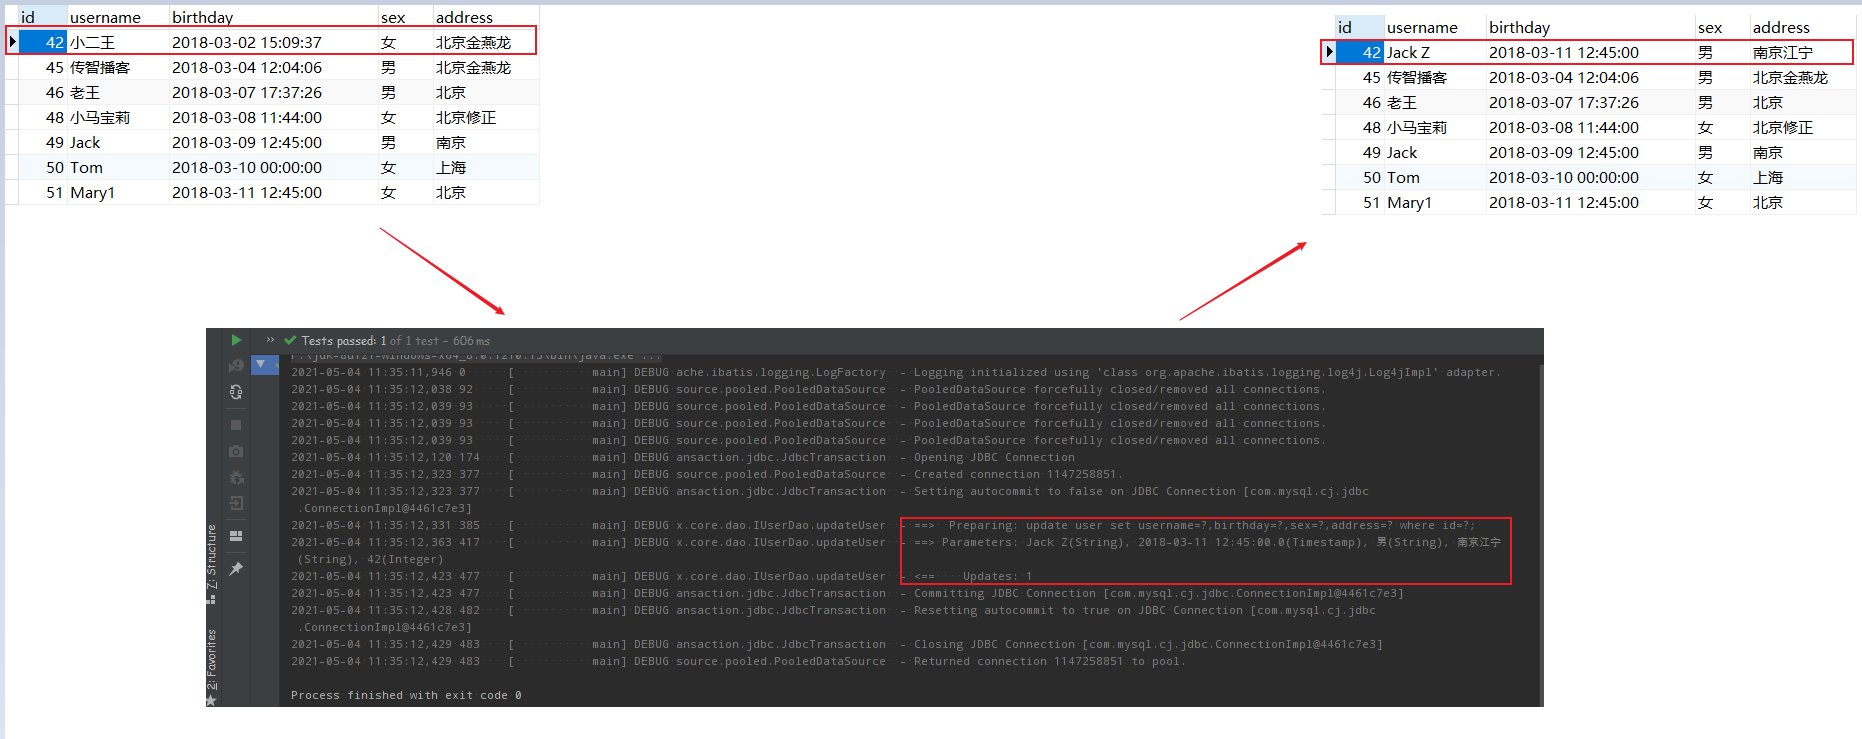 id username birthday sex address
42 小二王 2018-03-02 15:09:37 女 北京金燕龙
45 传智播客 2018-03-04 12:04:06 男 北京金燕龙
46 老王 2018-03-07 17:37:26 男 北京
48 小马宝莉 2018-03-08 11:44:00 女 北京修正
49 Jack 2018-03-09 12:45:00 男 南京
50 Tom 2018-03-10 00:00:00 女 上海
51 Mary1 2018-03-11 12:45:00 女 北京
id username birthday sex address
42 Jack Z 2018-03-11 12:45:00 男 南京江宁
45 传智播客 2018-03-04 12:04:06 男 北京金燕龙
46 老王 2018-03-07 17:37:26 男 北京
48 小马宝莉 2018-03-08 11:44:00 女 北京修正
49 Jack 2018-03-09 12:45:00 男 南京
50 Tom 2018-03-10 00:00:00 女 上海
51 Mary1 2018-03-11 12:45:00 女 北京
>> Tests passed: 1 of 1 test – 606 ms
2021-05-04 11:35:11,946 0 [ main] DEBUG ache.ibatis.logging.LogFactory - Logging initialized using 'class org.apache.ibatis.logging.log4j.Log4jImpl' adapter.
2021-05-04 11:35:12,038 92 [ main] DEBUG source.pooled.PooledDataSource - PooledDataSource forcefully closed/removed all connections.
2021-05-04 11:35:12,039 93 [ main] DEBUG source.pooled.PooledDataSource - PooledDataSource forcefully closed/removed all connections.
2021-05-04 11:35:12,039 93 [ main] DEBUG source.pooled.PooledDataSource - PooledDataSource forcefully closed/removed all connections.
2021-05-04 11:35:12,039 93 [ main] DEBUG source.pooled.PooledDataSource - PooledDataSource forcefully closed/removed all connections.
2021-05-04 11:35:12,120 174 [ main] DEBUG ansaction.jdbc.JdbcTransaction - Opening JDBC Connection
2021-05-04 11:35:12,323 377 [ main] DEBUG source.pooled.PooledDataSource - Created connection 1147258851.
2021-05-04 11:35:12,323 377 [ main] DEBUG ansaction.jdbc.JdbcTransaction - Setting autocommit to false on JDBC Connection [com.mysql.cj.jdbc
.ConnectionImpl@4461c7e3]
2021-05-04 11:35:12,331 385 [ main] DEBUG x.core.dao.IUserDao.updateUser - ==> Preparing: update user set username=?,birthday=?,sex=?,address=? where id=?;
2021-05-04 11:35:12,363 417 [ main] DEBUG x.core.dao.IUserDao.updateUser - ==> Parameters: Jack Z(String), 2018-03-11 12:45:00.0(Timestamp), 男(String), 南京江宁
(String), 42(Integer)
2021-05-04 11:35:12,423 477 [ main] DEBUG x.core.dao.IUserDao.updateUser - <== Updates: 1
2021-05-04 11:35:12,423 477 [ main] DEBUG ansaction.jdbc.JdbcTransaction - Committing JDBC Connection [com.mysql.cj.jdbc.ConnectionImpl@4461c7e3]
2021-05-04 11:35:12,428 482 [ main] DEBUG ansaction.jdbc.JdbcTransaction - Resetting autocommit to true on JDBC Connection [com.mysql.cj.jdbc
.ConnectionImpl@4461c7e3]
2021-05-04 11:35:12,429 483 [ main] DEBUG ansaction.jdbc.JdbcTransaction - Closing JDBC Connection [com.mysql.cj.jdbc.ConnectionImpl@4461c7e3]
2021-05-04 11:35:12,429 483 [ main] DEBUG source.pooled.PooledDataSource - Returned connection 1147258851 to pool.
Process finished with exit code 0
7: Structure
2: Favorites